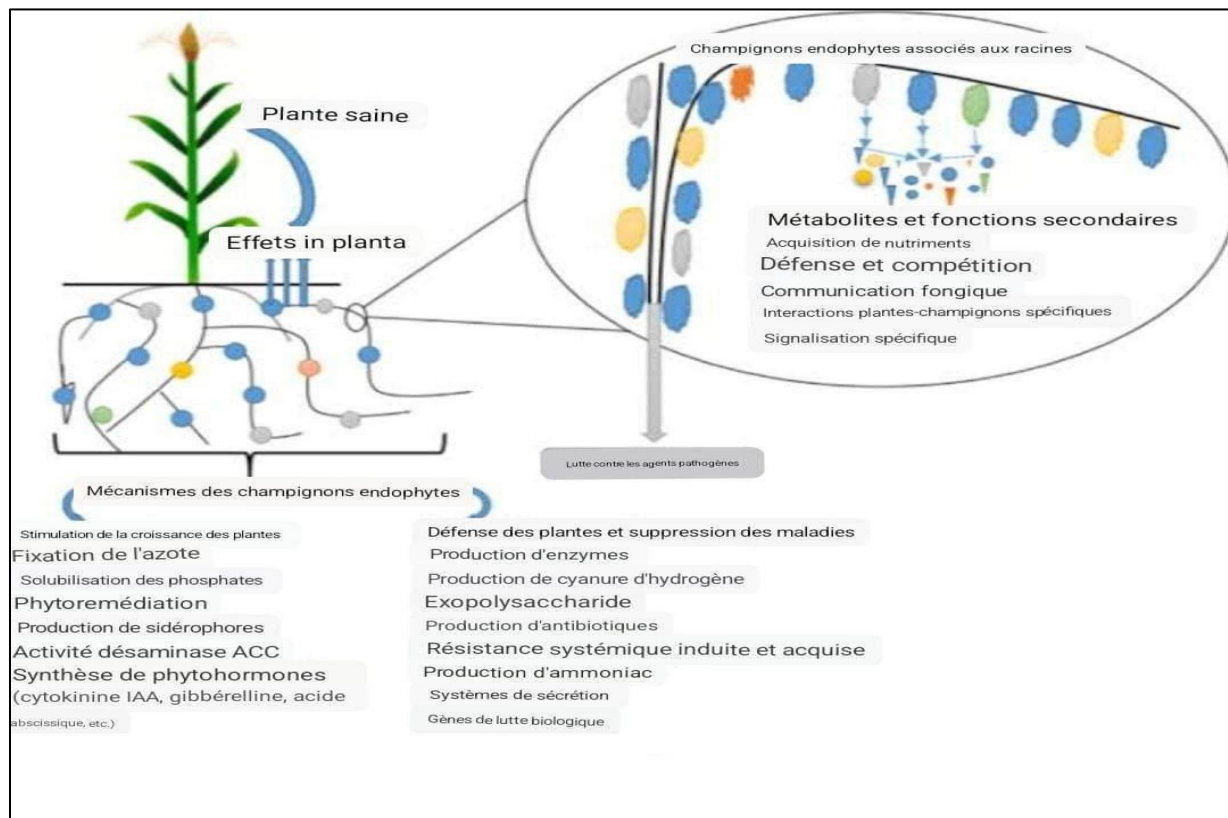 Champignons endophytes associés aux racines
Plante saine
Effets in planta
Métabolites et fonctions secondaires
Acquisition de nutriments
Défense et compétition
Communication fongique
Interactions plantes-champignons spécifiques
Signalisation spécifique
Lutte contre les agents pathogènes
Mécanismes des champignons endophytes
Stimulation de la croissance des plantes
Fixation de l'azote
Solubilisation des phosphates
Phytoremédiation
Production de sidérophores
Activité désaminase ACC
Synthèse de phytohormones
(cytokinine IAA, gibbérelline, acide
abscissique, etc.)
Défense des plantes et suppression des maladies
Production d'enzymes
Production de cyanure d'hydrogène
Exopolysaccharide
Production d'antibiotiques
Résistance systémique induite et acquise
Production d'ammoniac
Systèmes de sécrétion
Gènes de lutte biologique